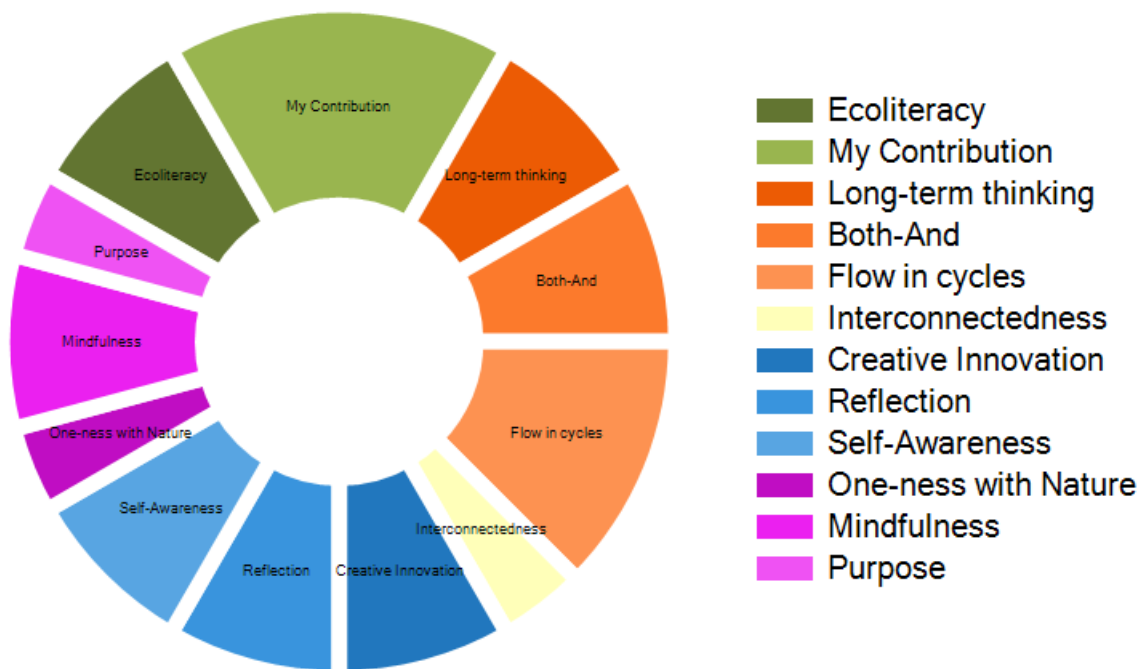 My Contribution
Ecoliteracy
Long-term thinking
Purpose
Both-And
Mindfulness
One-ness with Nature
Flow in cycles
Self-Awareness
Interconnectedness
Reflection
Creative Innovation
Ecoliteracy
My Contribution
Long-term thinking
Both-And
Flow in cycles
Interconnectedness
Creative Innovation
Reflection
Self-Awareness
One-ness with Nature
Mindfulness
Purpose